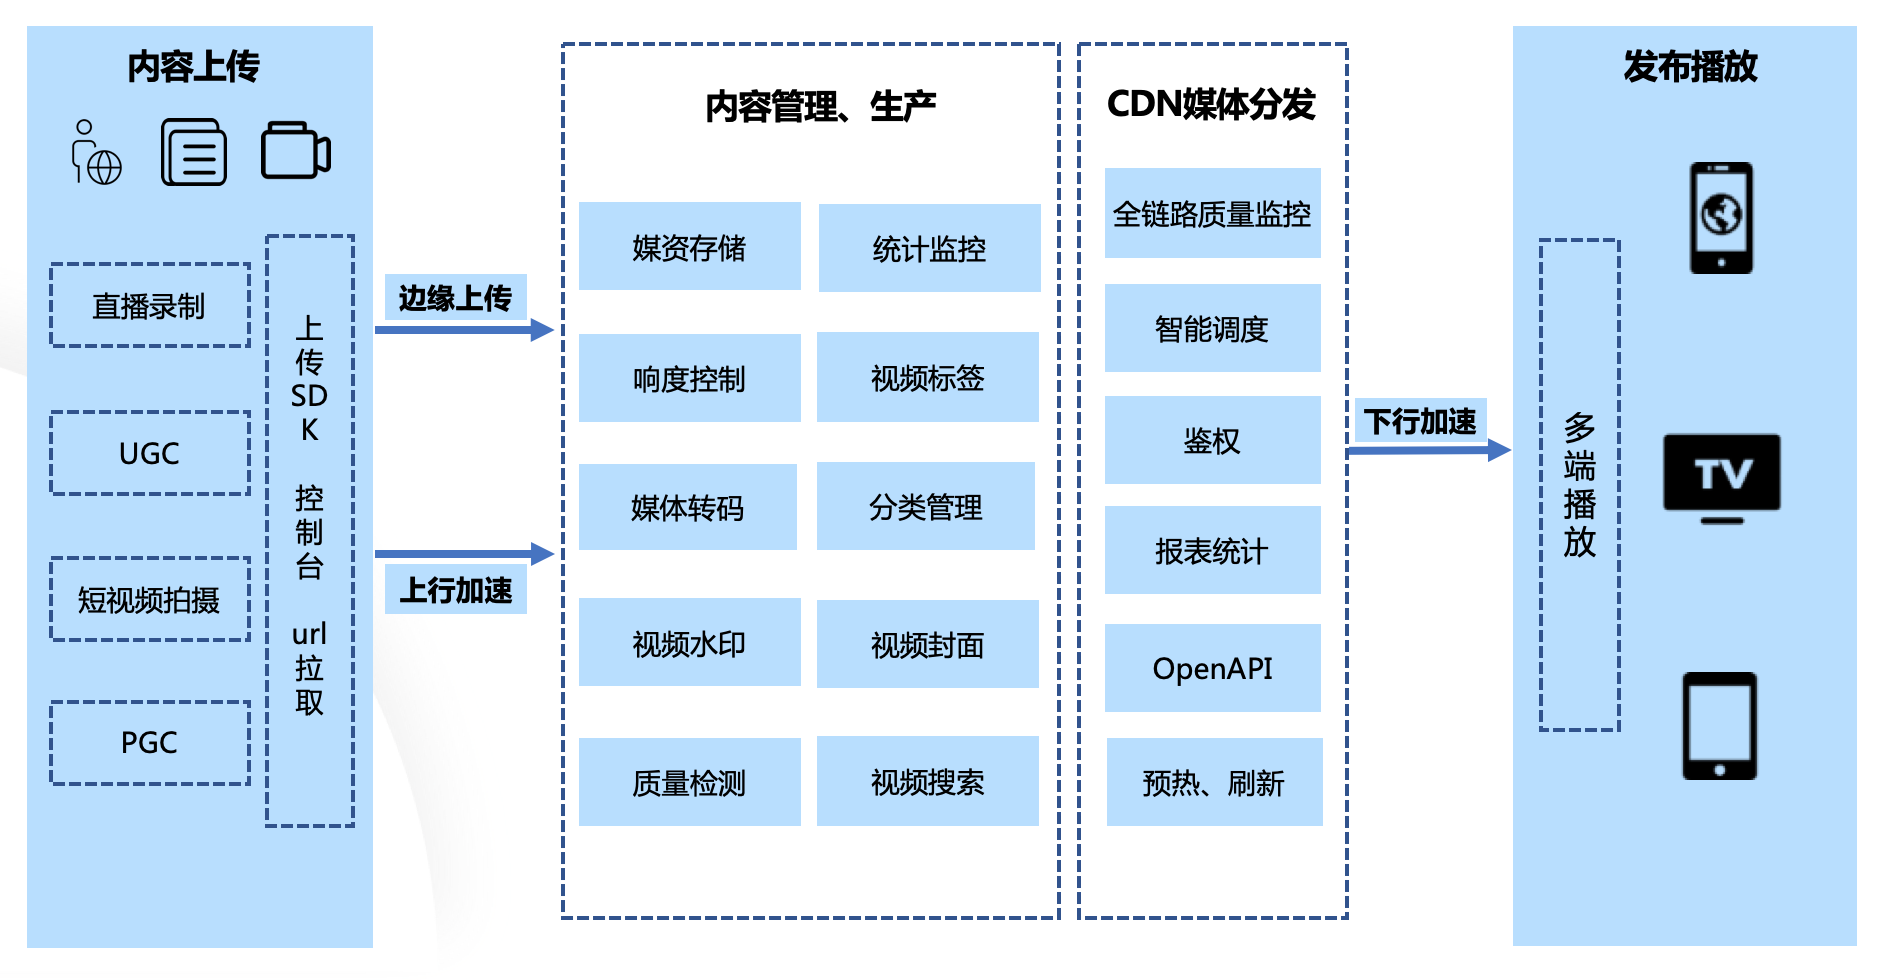 内容上传
直播录制
UGC
短视频拍摄
PGC
上
传
SD
K
控
制
台
url
拉
取
边缘上传
上行加速
内容管理、生产
媒资存储
统计监控
响度控制
视频标签
媒体转码
分类管理
视频水印
视频封面
质量检测
视频搜索
CDN媒体分发
全链路质量监控
智能调度
鉴权
报表统计
OpenAPI
预热、刷新
下行加速
发布播放
多
端
播
放
TV